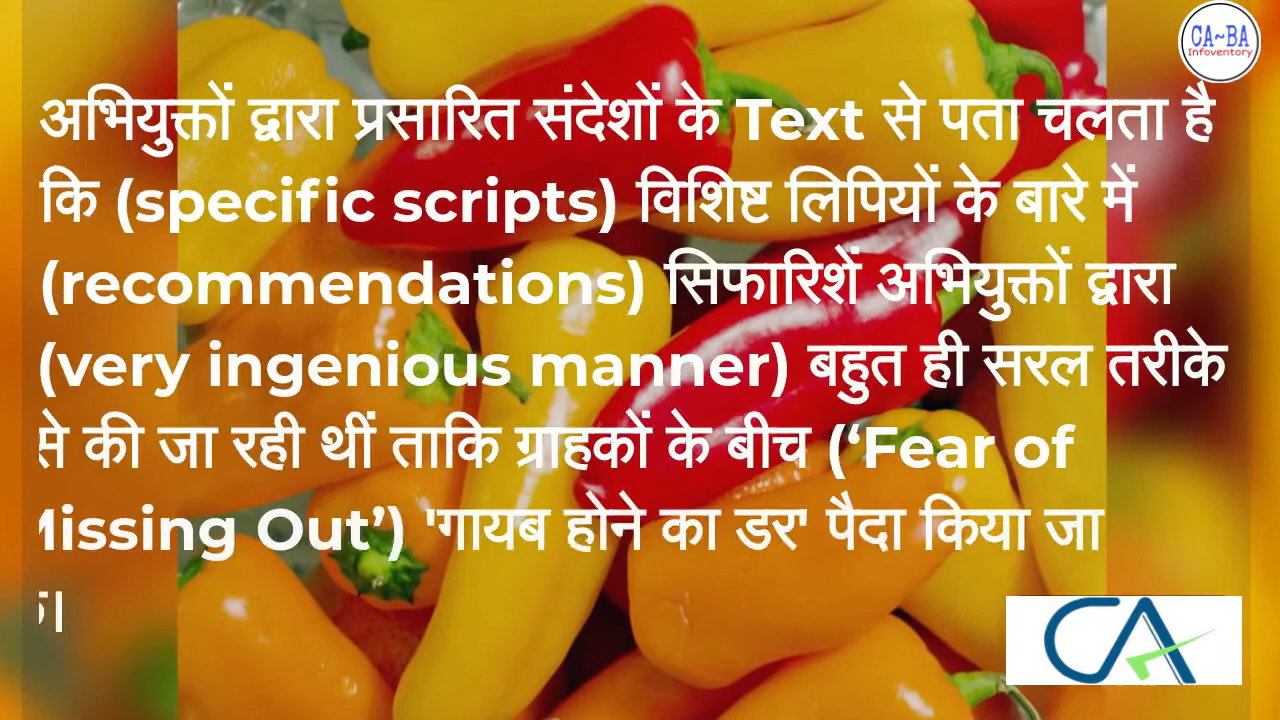 CA~BA
Infoventory
अभियुक्तों द्वारा प्रसारित संदेशों के Text से पता चलता है
कि (specific scripts) विशिष्ट लिपियों के बारे में
(recommendations) सिफारिशें अभियुक्तों द्वारा
(very ingenious manner) बहुत ही सरल तरीके
से की जा रही थीं ताकि ग्राहकों के बीच (‘Fear of
issing Out’) 'गायब होने का डर' पैदा किया जा
CA